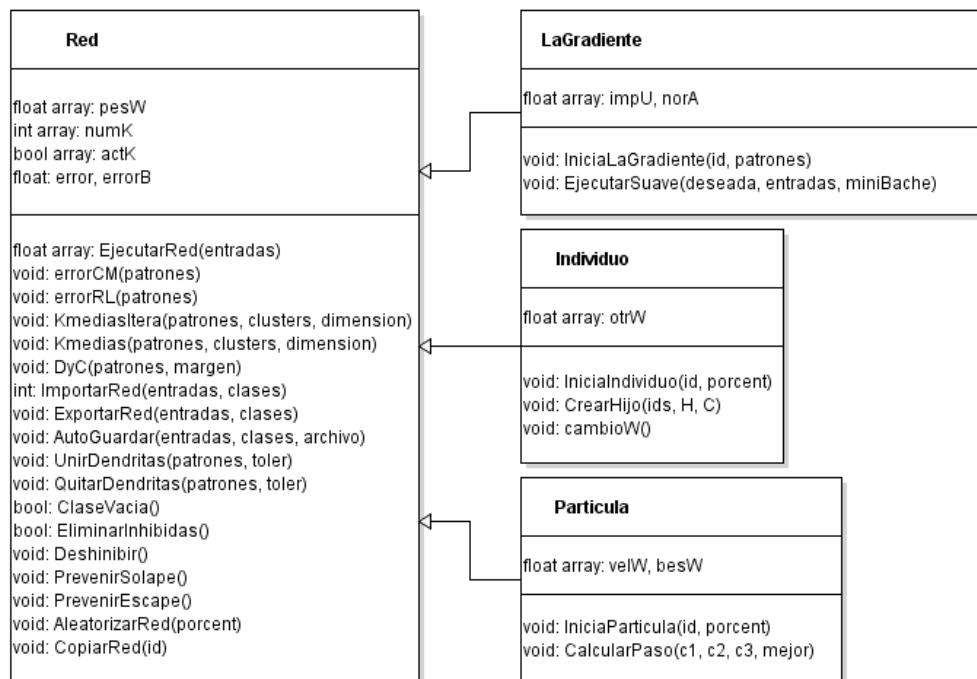 Red
float array: pesW
int array: numK
bool array: actK
float: error, errorB
float array: EjecutarRed(entradas)
void: errorCM(patrones)
void: errorRL(patrones)
void: KmediasItera(patrones, clusters, dimension)
void: Kmedias(patrones, clusters, dimension)
void: DyC(patrones, margen)
int: ImportarRed(entradas, clases)
void: ExportarRed(entradas, clases)
void: AutoGuardar(entradas, clases, archivo)
void: UnirDendritas(patrones, toler)
void: QuitarDendritas(patrones, toler)
bool: ClaseVacia()
bool: EliminarInhibidas()
void: Deshinibir()
void: PrevenirSolape()
void: PrevenirEscape()
void: AleatorizarRed(porcent)
void: CopiarRed(id)
LaGradiente
float array: impU, norA
void: IniciaLaGradiente(id, patrones)
void: EjecutarSuave(deseada, entradas, miniBache)
Individuo
float array: otrW
void: IniciaIndividuo(id, porcent)
void: CrearHijo(ids, H, C)
void: cambioW()
Particula
float array: velW, besW
void: IniciaParticula(id, porcent)
void: CalcularPaso(c1, c2, c3, mejor)